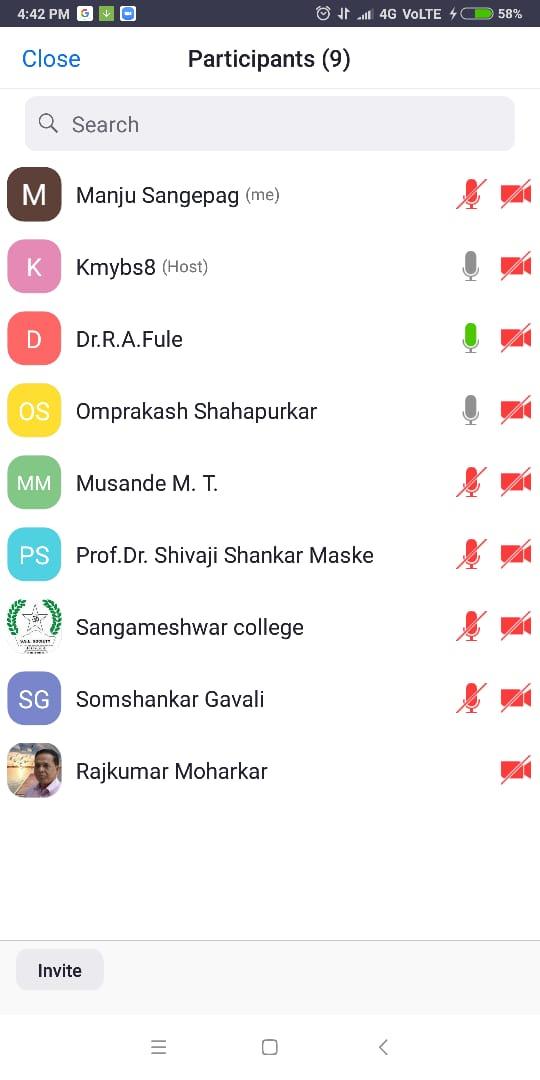 4:42 PM G 4G VoLTE 58%
Close Participants (9)
Search
M Manju Sangepag (me)
K Kmybs8 (Host)
D Dr.R.A.Fule
OS Omprakash Shahapurkar
MM Musande M. T.
PS Prof.Dr. Shivaji Shankar Maske
Sangameshwar college
SG Somshankar Gavali
Rajkumar Moharkar
Invite